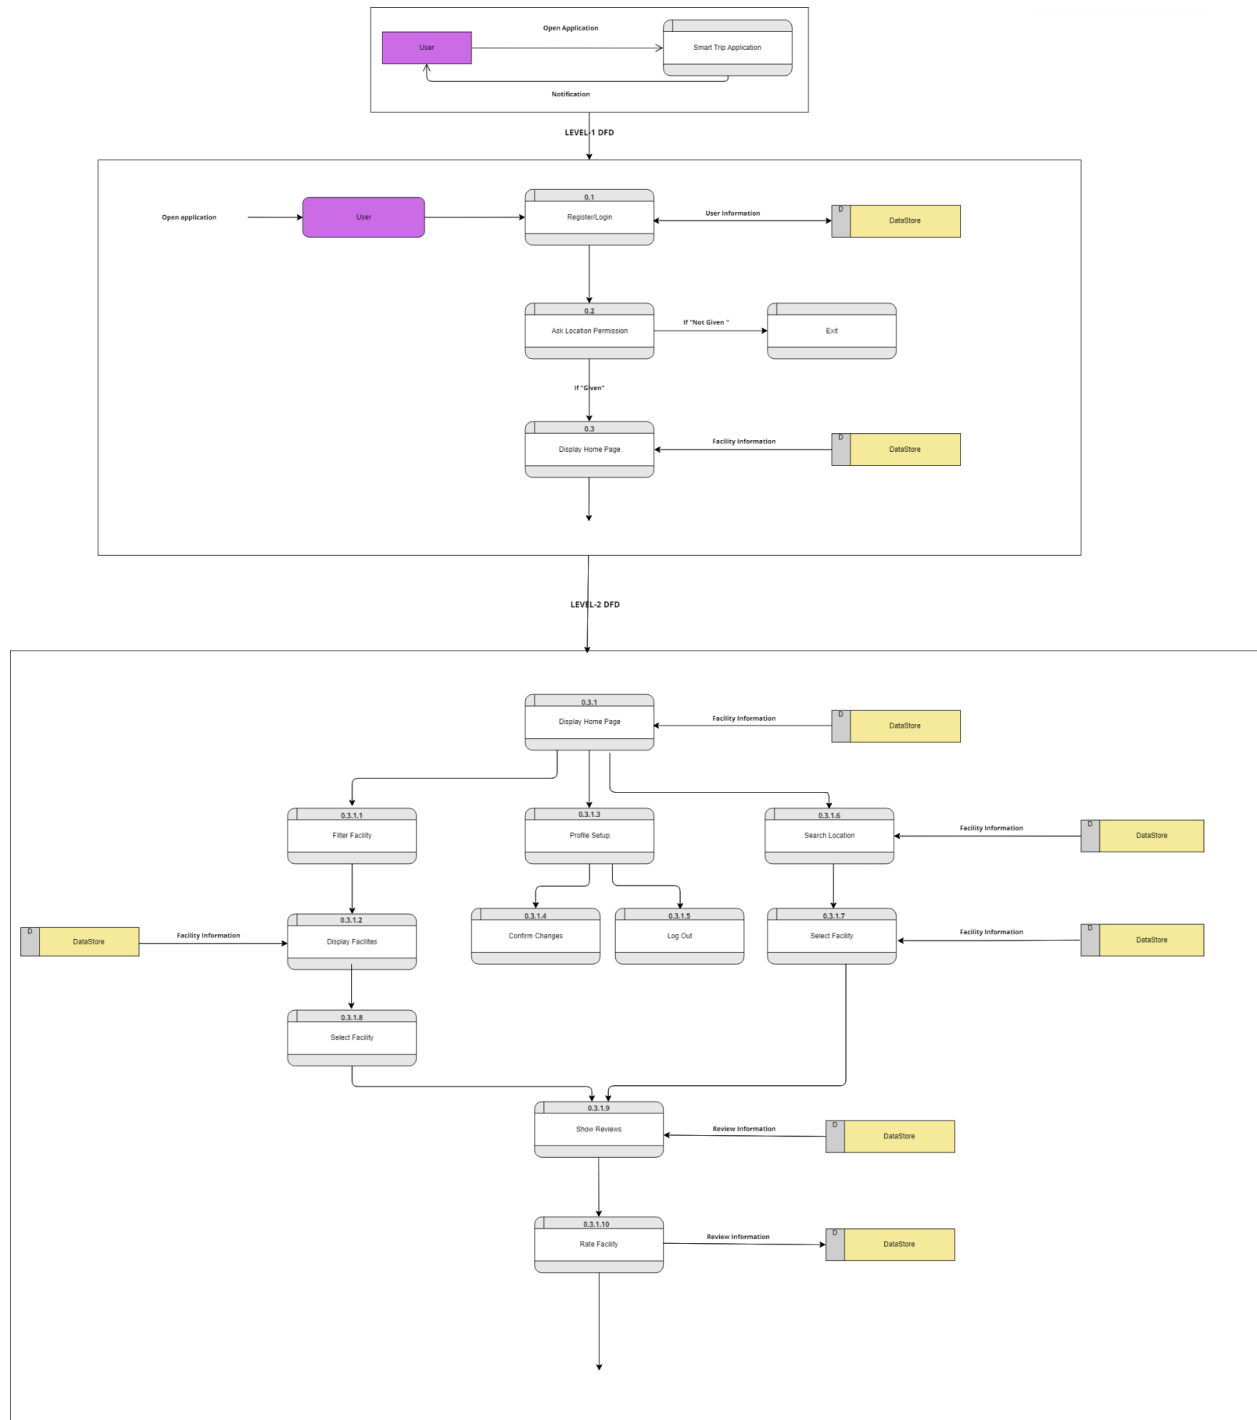 Open Application
User
Smart Trip Application
Notification
LEVEL-1 DFD
0.1
Open application
User
Register/Login
User Information
D
DataStore
0.2
Ask Location Permission
If "Not Given "
Exit
If "Given"
0.3
Display Home Page
Facility Information
D
DataStore
LEVEL-2 DFD
0.3.1
Display Home Page
Facility Information
D
DataStore
0.3.1.1
Filter Facility
0.3.1.3
Profile Setup
0.3.1.6
Search Location
Facility Information
D
DataStore
D
DataStore
Facility Information
0.3.1.2
Display Facilites
0.3.1.4
Confirm Changes
0.3.1.5
Log Out
0.3.1.7
Select Facility
Facility Information
D
DataStore
0.3.1.8
Select Facility
0.3.1.9
Show Reviews
Review Information
D
DataStore
0.3.1.10
Rate Facility
Review Information
D
DataStore